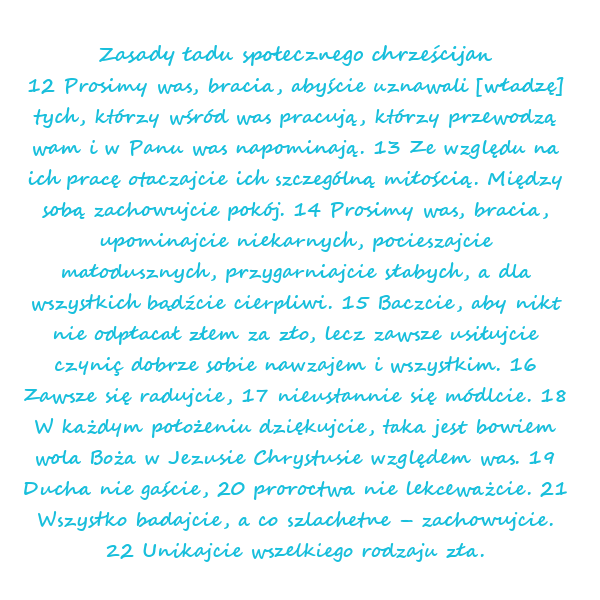 Zasady ładu społecznego chrześcijan
12 Prosimy was, bracia, abyście uznawali [władzę]
tych, którzy wśród was pracują, którzy przewodzą
wam i w Panu was napominają. 13 Ze względu na
ich pracę otaczajcie ich szczególną miłością. Między
sobą zachowujcie pokój. 14 Prosimy was, bracia,
upominajcie niekarnych, pocieszajcie
małodusznych, przygarniajcie słabych, a dla
wszystkich bądźcie cierpliwi. 15 Baczcie, aby nikt
nie odpłacał złem za zło, lecz zawsze usiłujcie
czynić dobrze sobie nawzajem i wszystkim. 16
Zawsze się radujcie, 17 nieustannie się módlcie. 18
W każdym położeniu dziękujcie, taka jest bowiem
wola Boża w Jezusie Chrystusie względem was. 19
Ducha nie gaście, 20 proroctwa nie lekceważcie. 21
Wszystko badajcie, a co szlachetne – zachowujcie.
22 Unikajcie wszelkiego rodzaju zła.